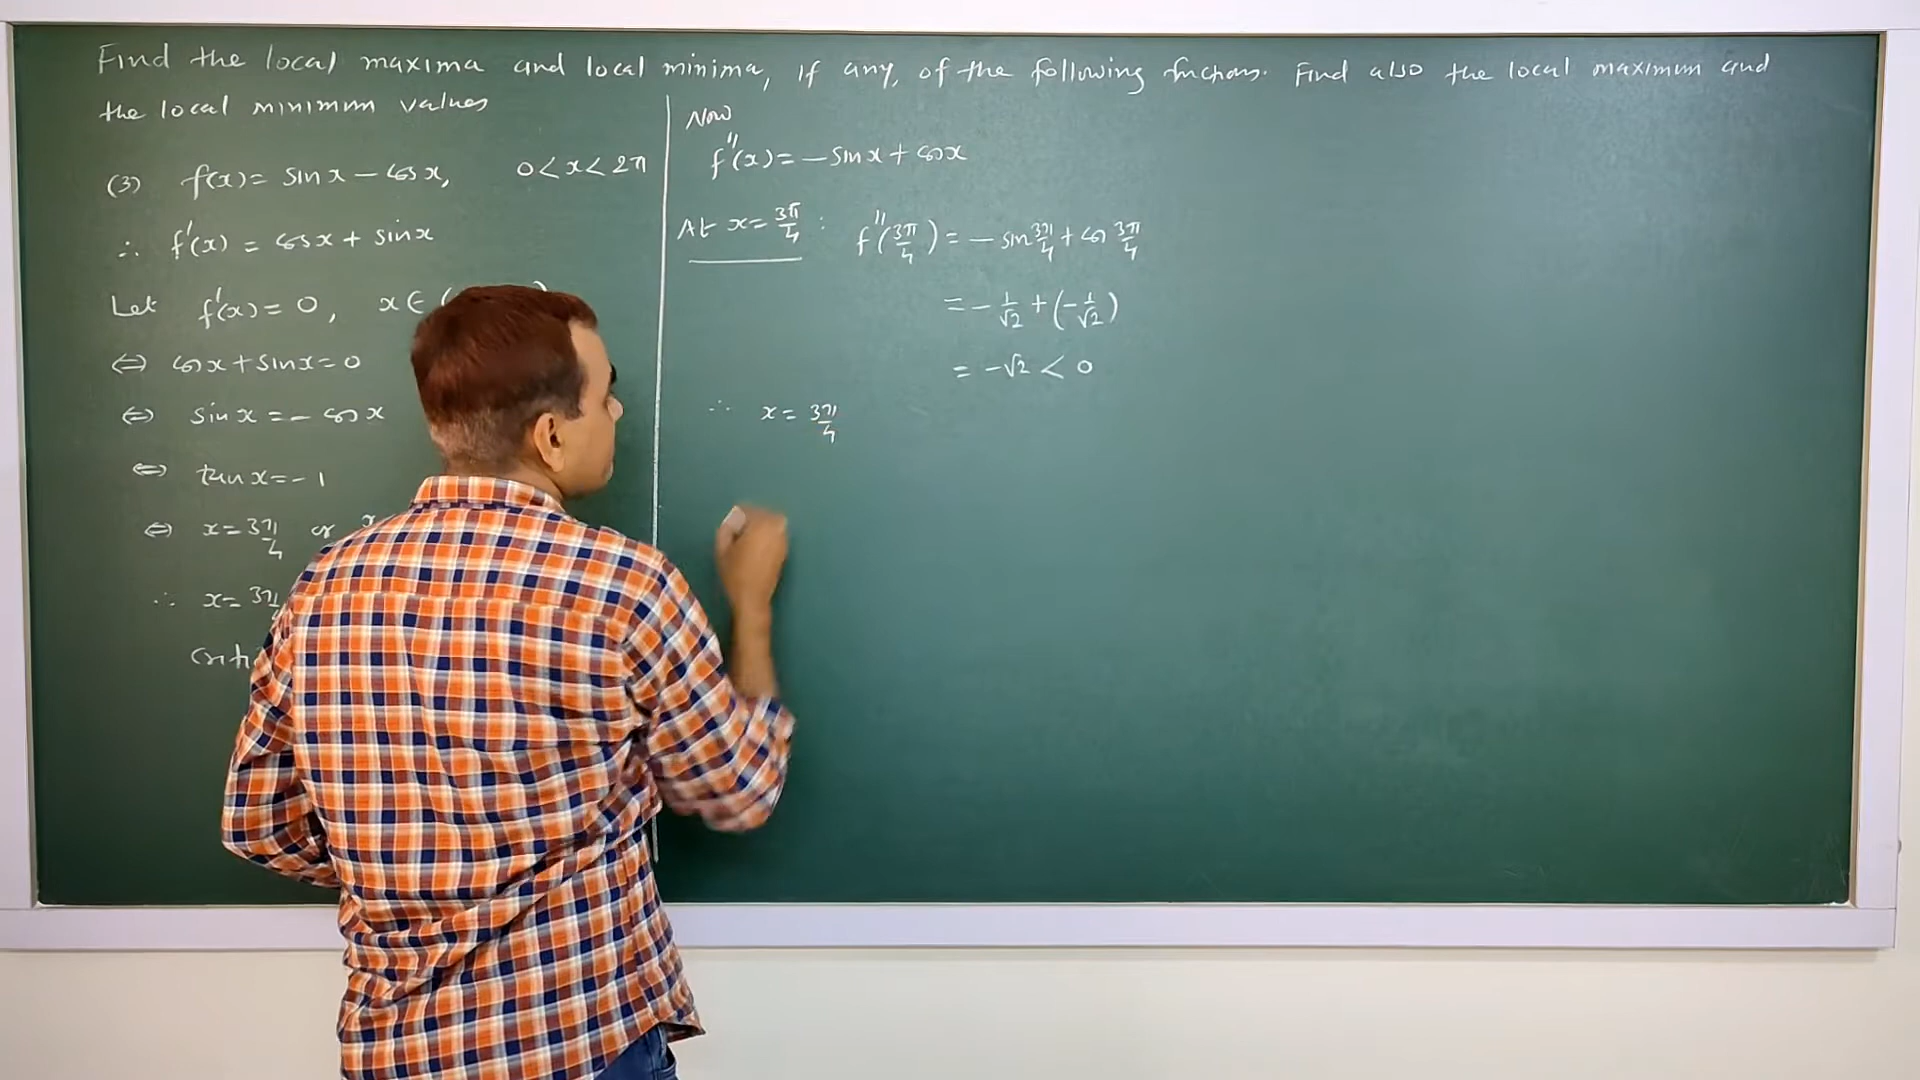 Find the local maxima and local minima, if any, of the following functions. Find also the local maximum and
the local minimum values
(3) f(x) = sin x − cos x, 0 < x < 2π
∴ f'(x) = cos x + sin x
Let f'(x) = 0, x ∈ (
⇔ cos x + sin x = 0
⇔ sin x = − cos x
⇔ tan x = −1
⇔ x = 3π/4 or x
∴ x = 3π/4
Now
f''(x) = − sin x + cos x
At x = 3π/4 : f''(3π/4) = − sin 3π/4 + cos 3π/4
= − 1/√2 + (− 1/√2)
= − √2 < 0
∴ x = 3π/4